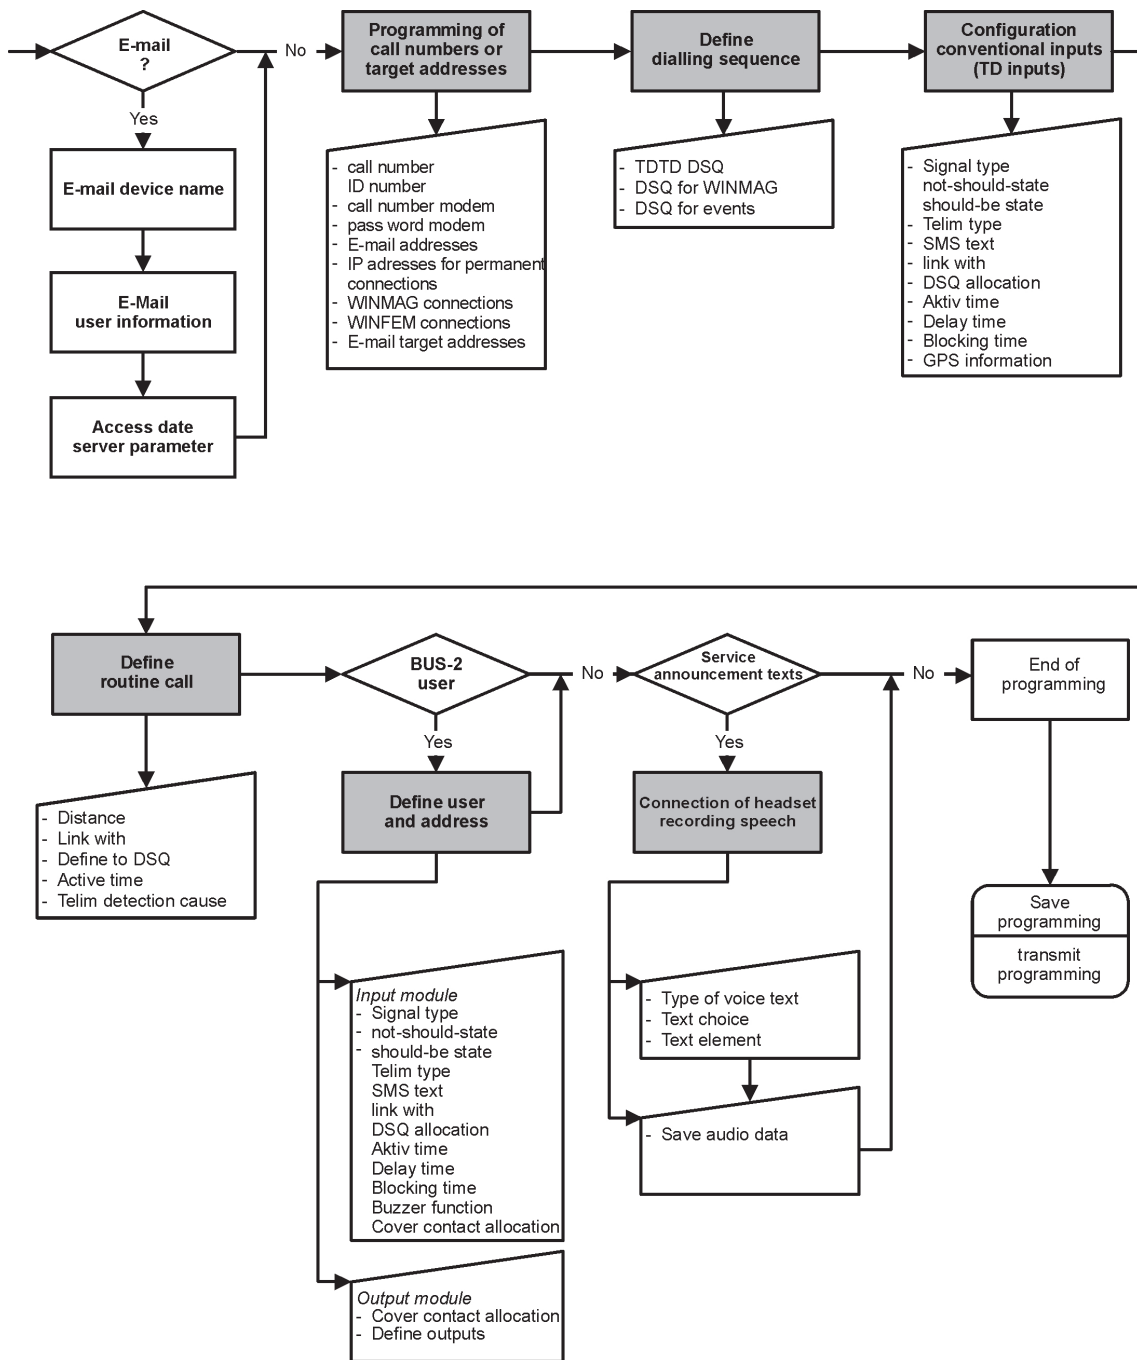 E-mail
?
No
Yes
E-mail device name
E-Mail
user information
Access date
server parameter
Programming of
call numbers or
target addresses
- call number
ID number
- call number modem
- pass word modem
- E-mail addresses
- IP adresses for permanent
connections
- WINMAG connections
- WINFEM connections
- E-mail target addresses
Define
dialling sequence
- TDTD DSQ
- DSQ for WINMAG
- DSQ for events
Configuration
conventional inputs
(TD inputs)
- Signal type
not-should-state
should-be state
- Telim type
- SMS text
- link with
- DSQ allocation
- Aktiv time
- Delay time
- Blocking time
- GPS information
Define
routine call
- Distance
- Link with
- Define to DSQ
- Active time
- Telim detection cause
BUS-2
user
No
Yes
Define user
and address
Input module
- Signal type
- not-should-state
- should-be state
Telim type
SMS text
link with
DSQ allocation
Aktiv time
Delay time
Blocking time
Buzzer function
Cover contact allocation
Output module
- Cover contact allocation
- Define outputs
Service
announcement texts
No
Yes
Connection of headset
recording speech
- Type of voice text
- Text choice
- Text element
- Save audio data
End of
programming
Save
programming
transmit
programming